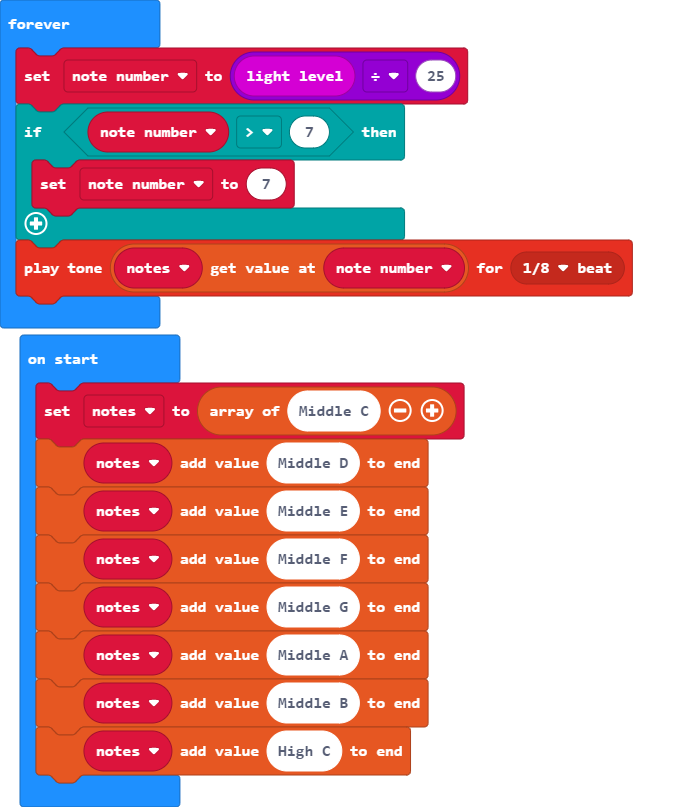 forever
set note number to light level ÷ 25
if note number > 7 then
set note number to 7
play tone notes get value at note number for 1/8 beat
on start
set notes to array of Middle C
notes add value Middle D to end
notes add value Middle E to end
notes add value Middle F to end
notes add value Middle G to end
notes add value Middle A to end
notes add value Middle B to end
notes add value High C to end